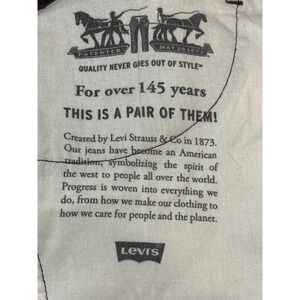 PATENTED MAY 20 1873
QUALITY NEVER GOES OUT OF STYLE™
For over 145 years
THIS IS A PAIR OF THEM!
Created by Levi Strauss & Co in 1873.
Our jeans have become an American
tradition, symbolizing the spirit of
the west to people all over the world.
Progress is woven into everything we
do, from how we make our clothing to
how we care for people and the planet.
Levi's